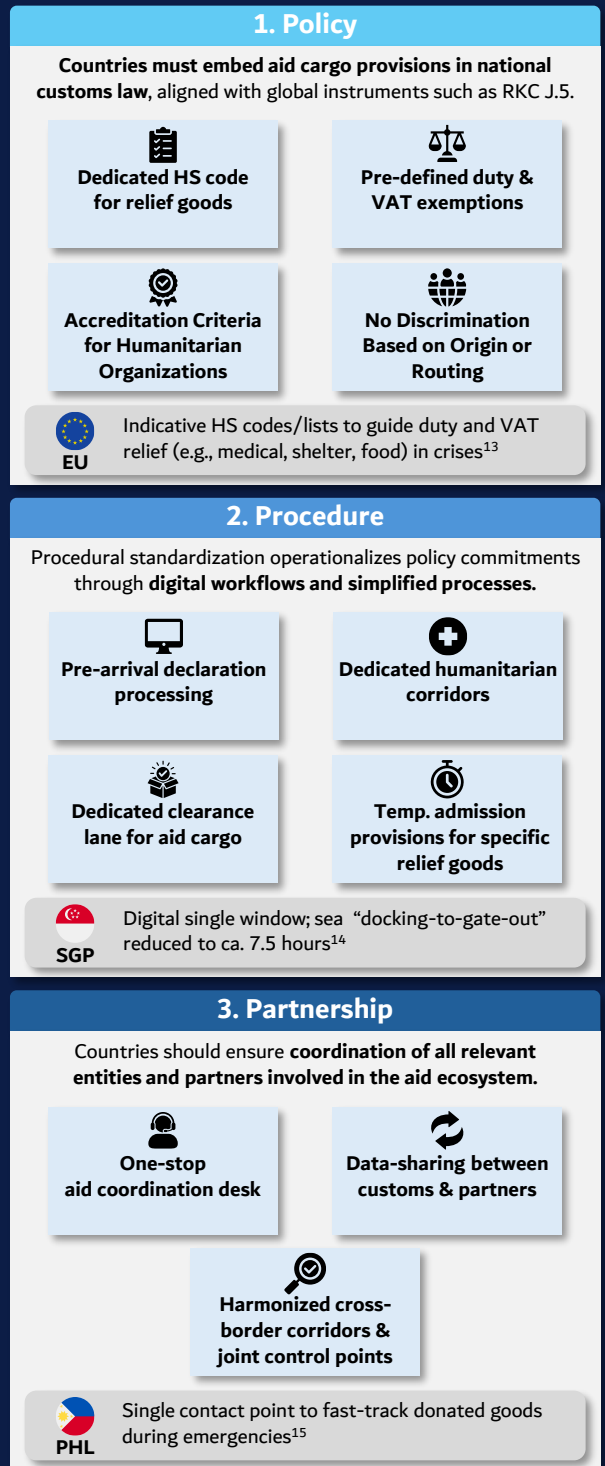 1. Policy
Countries must embed aid cargo provisions in national
customs law, aligned with global instruments such as RKC J.5.
Dedicated HS code
for relief goods
Pre-defined duty &
VAT exemptions
Accreditation Criteria
for Humanitarian
Organizations
No Discrimination
Based on Origin or
Routing
EU
Indicative HS codes/lists to guide duty and VAT
relief (e.g., medical, shelter, food) in crises¹³
2. Procedure
Procedural standardization operationalizes policy commitments
through digital workflows and simplified processes.
Pre-arrival declaration
processing
Dedicated humanitarian
corridors
Dedicated clearance
lane for aid cargo
Temp. admission
provisions for specific
relief goods
SGP
Digital single window; sea “docking-to-gate-out”
reduced to ca. 7.5 hours¹⁴
3. Partnership
Countries should ensure coordination of all relevant
entities and partners involved in the aid ecosystem.
One-stop
aid coordination desk
Data-sharing between
customs & partners
Harmonized cross-
border corridors &
joint control points
PHL
Single contact point to fast-track donated goods
during emergencies¹⁵